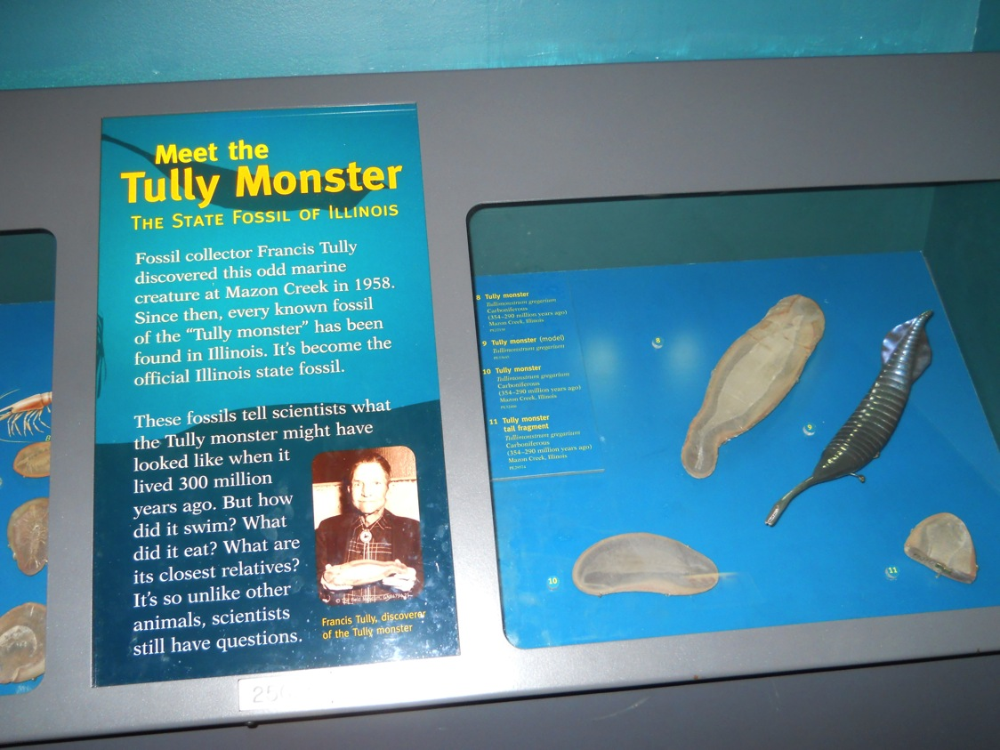 Meet the
Tully Monster
The State Fossil of Illinois
Fossil collector Francis Tully
discovered this odd marine
creature at Mazon Creek in 1958.
Since then, every known fossil
of the “Tully monster” has been
found in Illinois. It’s become the
official Illinois state fossil.
These fossils tell scientists what
the Tully monster might have
looked like when it
lived 300 million
years ago. But how
did it swim? What
did it eat? What are
its closest relatives?
It’s so unlike other
animals, scientists
still have questions.
Francis Tully, discoverer
of the Tully monster
8 Tully monster
Tullimonstrum gregarium
Carboniferous
(354–290 million years ago)
Mazon Creek, Illinois
9 Tully monster (model)
Tullimonstrum gregarium
10 Tully monster
Tullimonstrum gregarium
Carboniferous
(354–290 million years ago)
Mazon Creek, Illinois
11 Tully monster
tail fragment
Tullimonstrum gregarium
Carboniferous
(354–290 million years ago)
Mazon Creek, Illinois
8
9
10
11